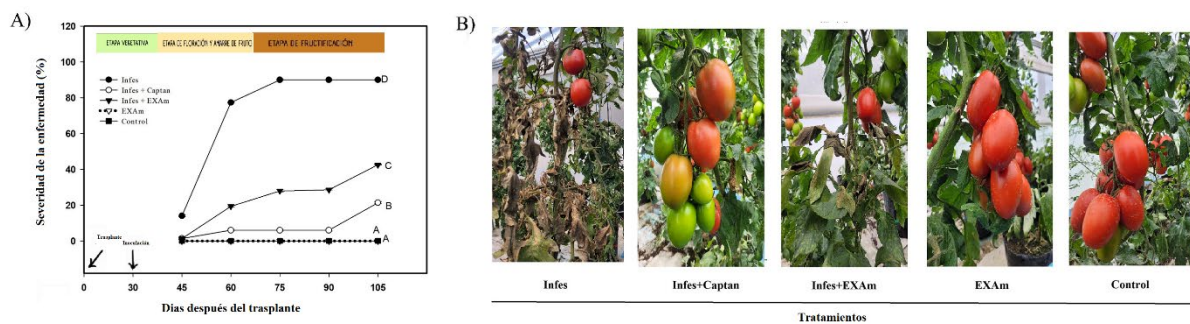 A)
Severidad de la enfermedad (%)
120
100
80
60
40
20
0
ETAPA VEGETATIVA
ETAPA DE FLORACIÓN Y AMARRE DE FRUTO
ETAPA DE FRUCTIFICACIÓN
Infes
Infes + Captan
Infes + EXAm
EXAm
Control
D
C
B
A
A
Trasplante
Inoculación
0 15 30 45 60 75 90 105
Dias después del trasplante
B)
Infes
Infes+Captan
Infes+EXAm
EXAm
Control
Tratamientos